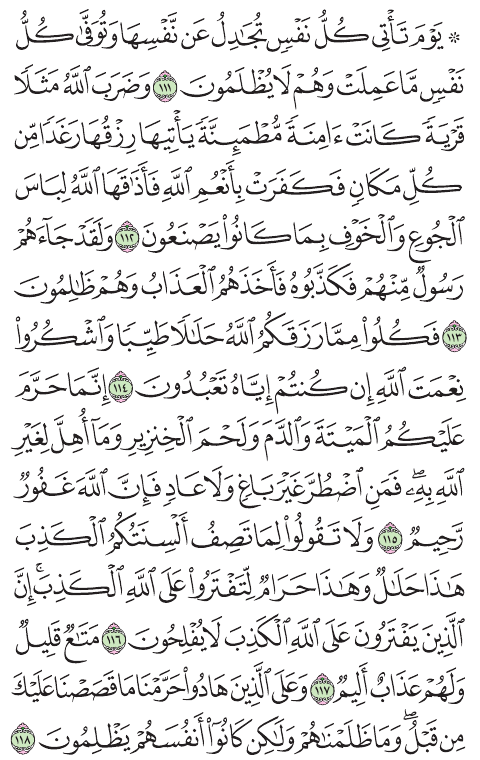 ۞ يَوْمَ تَأْتِى كُلُّ نَفْسٍ تُجَٰدِلُ عَن نَّفْسِهَا وَتُوَفَّىٰ كُلُّ
نَفْسٍ مَّا عَمِلَتْ وَهُمْ لَا يُظْلَمُونَ ١١١ وَضَرَبَ ٱللَّهُ مَثَلًا
قَرْيَةً كَانَتْ ءَامِنَةً مُّطْمَئِنَّةً يَأْتِيهَا رِزْقُهَا رَغَدًا مِّن
كُلِّ مَكَانٍ فَكَفَرَتْ بِأَنْعُمِ ٱللَّهِ فَأَذَٰقَهَا ٱللَّهُ لِبَاسَ
ٱلْجُوعِ وَٱلْخَوْفِ بِمَا كَانُوا۟ يَصْنَعُونَ ١١٢ وَلَقَدْ جَآءَهُمْ
رَسُولٌ مِّنْهُمْ فَكَذَّبُوهُ فَأَخَذَهُمُ ٱلْعَذَابُ وَهُمْ ظَٰلِمُونَ
١١٣ فَكُلُوا۟ مِمَّا رَزَقَكُمُ ٱللَّهُ حَلَٰلًا طَيِّبًا وَٱشْكُرُوا۟
نِعْمَتَ ٱللَّهِ إِن كُنتُمْ إِيَّاهُ تَعْبُدُونَ ١١٤ إِنَّمَا حَرَّمَ
عَلَيْكُمُ ٱلْمَيْتَةَ وَٱلدَّمَ وَلَحْمَ ٱلْخِنزِيرِ وَمَآ أُهِلَّ لِغَيْرِ
ٱللَّهِ بِهِۦ ۖ فَمَنِ ٱضْطُرَّ غَيْرَ بَاغٍ وَلَا عَادٍ فَإِنَّ ٱللَّهَ غَفُورٌ
رَّحِيمٌ ١١٥ وَلَا تَقُولُوا۟ لِمَا تَصِفُ أَلْسِنَتُكُمُ ٱلْكَذِبَ
هَٰذَا حَلَٰلٌ وَهَٰذَا حَرَامٌ لِّتَفْتَرُوا۟ عَلَى ٱللَّهِ ٱلْكَذِبَ ۚ إِنَّ
ٱلَّذِينَ يَفْتَرُونَ عَلَى ٱللَّهِ ٱلْكَذِبَ لَا يُفْلِحُونَ ١١٦ مَتَٰعٌ قَلِيلٌ
وَلَهُمْ عَذَابٌ أَلِيمٌ ١١٧ وَعَلَى ٱلَّذِينَ هَادُوا۟ حَرَّمْنَا مَا قَصَصْنَا عَلَيْكَ
مِن قَبْلُ ۖ وَمَا ظَلَمْنَٰهُمْ وَلَٰكِن كَانُوٓا۟ أَنفُسَهُمْ يَظْلِمُونَ ١١٨